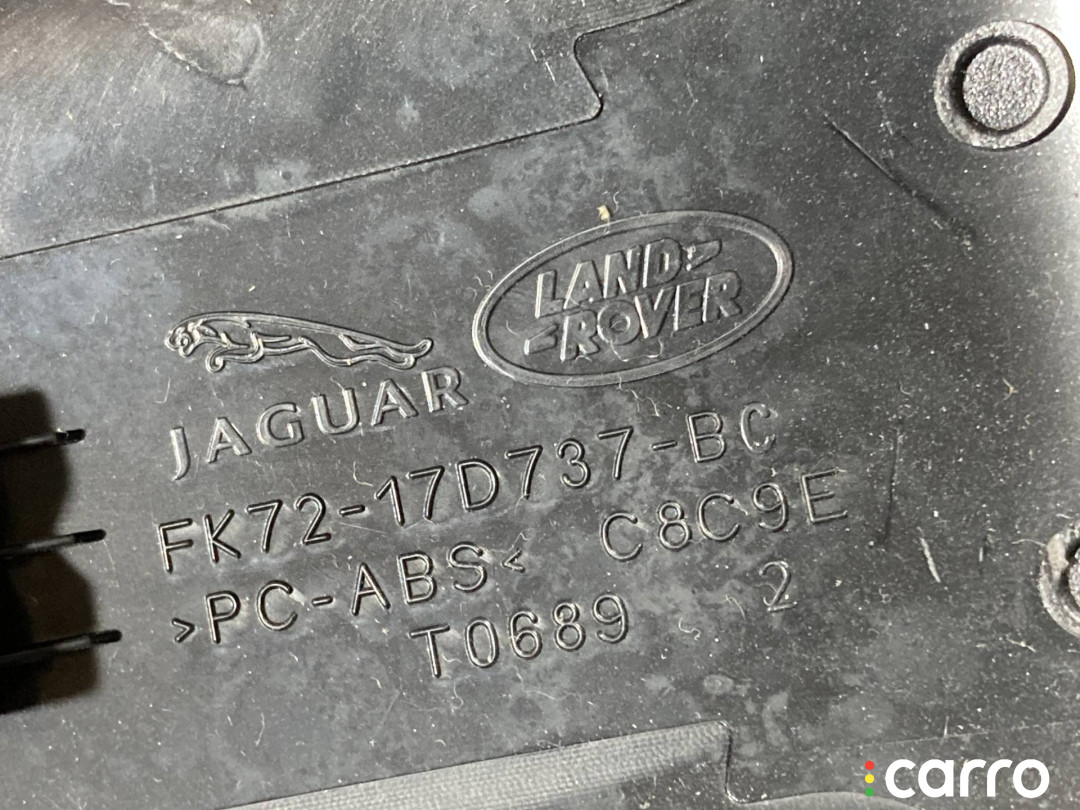 LAND
ROVER
JAGUAR
FK72-17D737-BC
>PC-ABS< C8C9E
T0689 2
carro